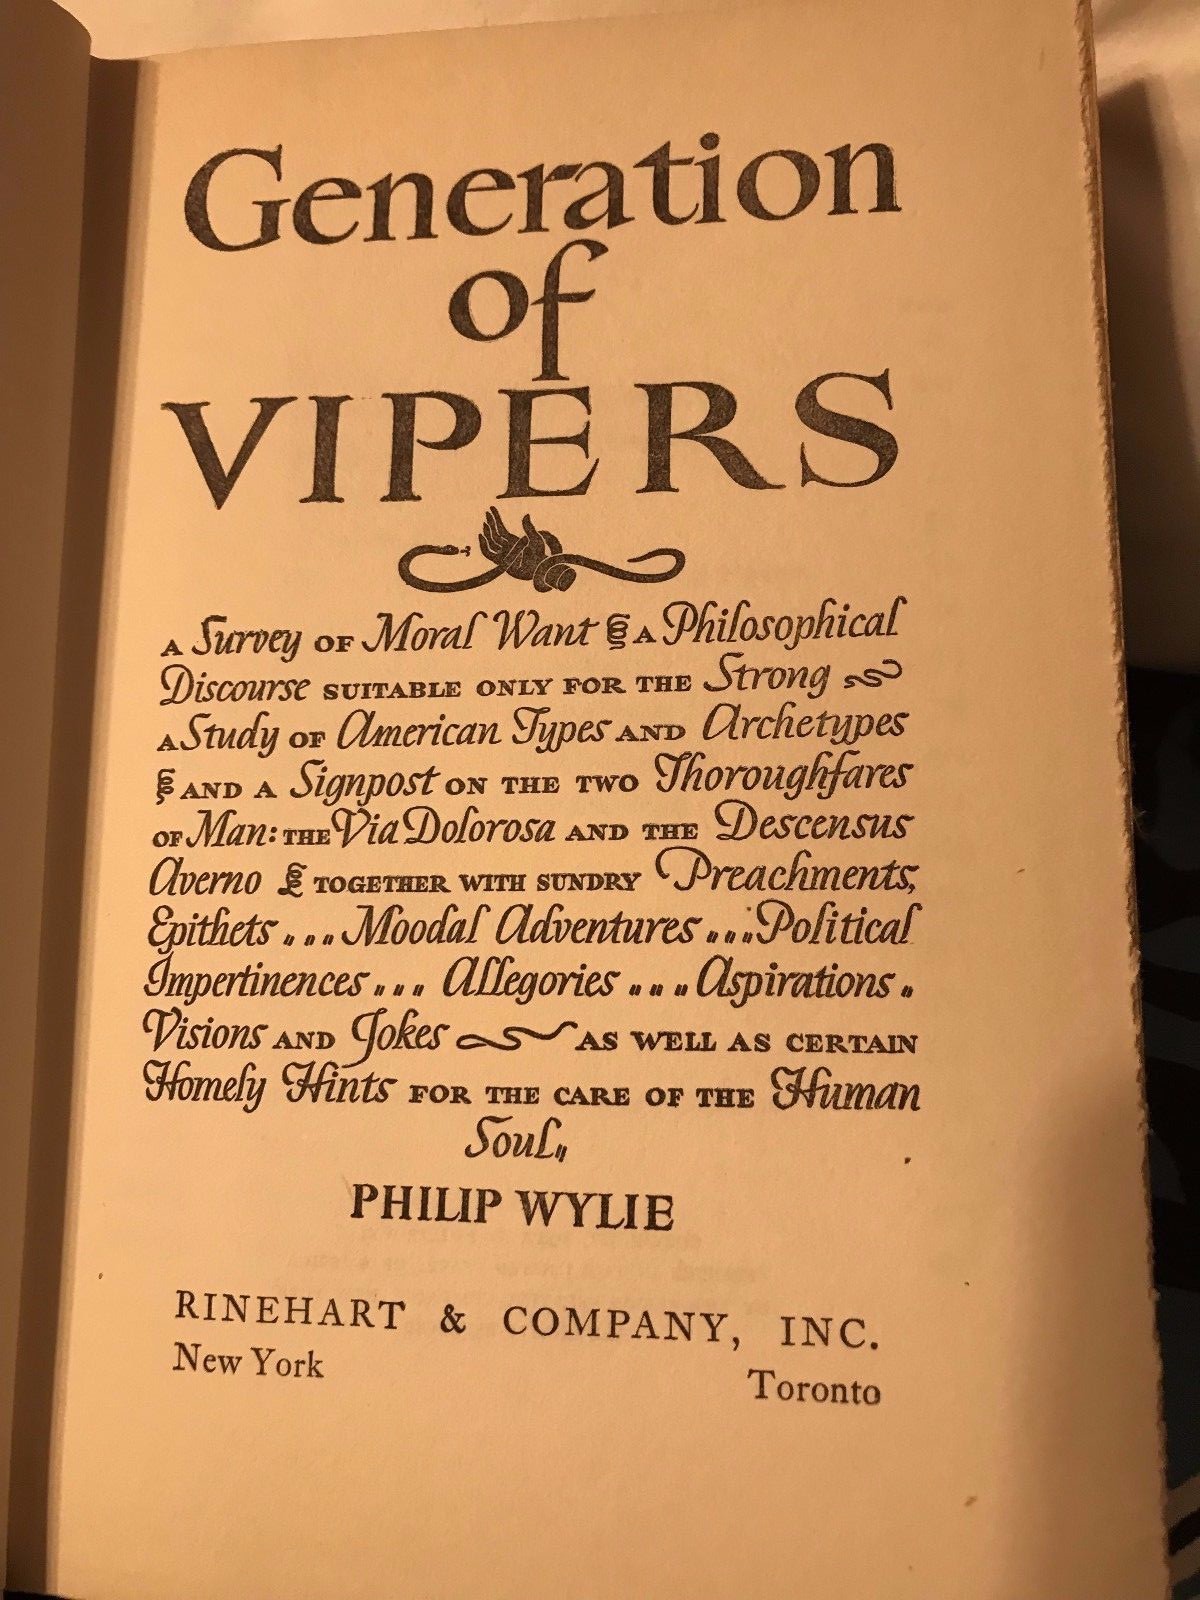 Generation
of
VIPERS
A Survey OF Moral Want § A Philosophical
Discourse SUITABLE ONLY FOR THE Strong
A Study OF American Types AND Archetypes
§ AND A Signpost ON THE TWO Thoroughfares
OF Man: THE Via Dolorosa AND THE Descensus
Averno § TOGETHER WITH SUNDRY Preachments,
Epithets . . . . Moodal Adventures . . . . Political
Impertinences . . . . Allegories . . . . Aspirations .
Visions AND Jokes AS WELL AS CERTAIN
Homely Hints FOR THE CARE OF THE Human
Soul.
PHILIP WYLIE
RINEHART & COMPANY, INC.
New York Toronto